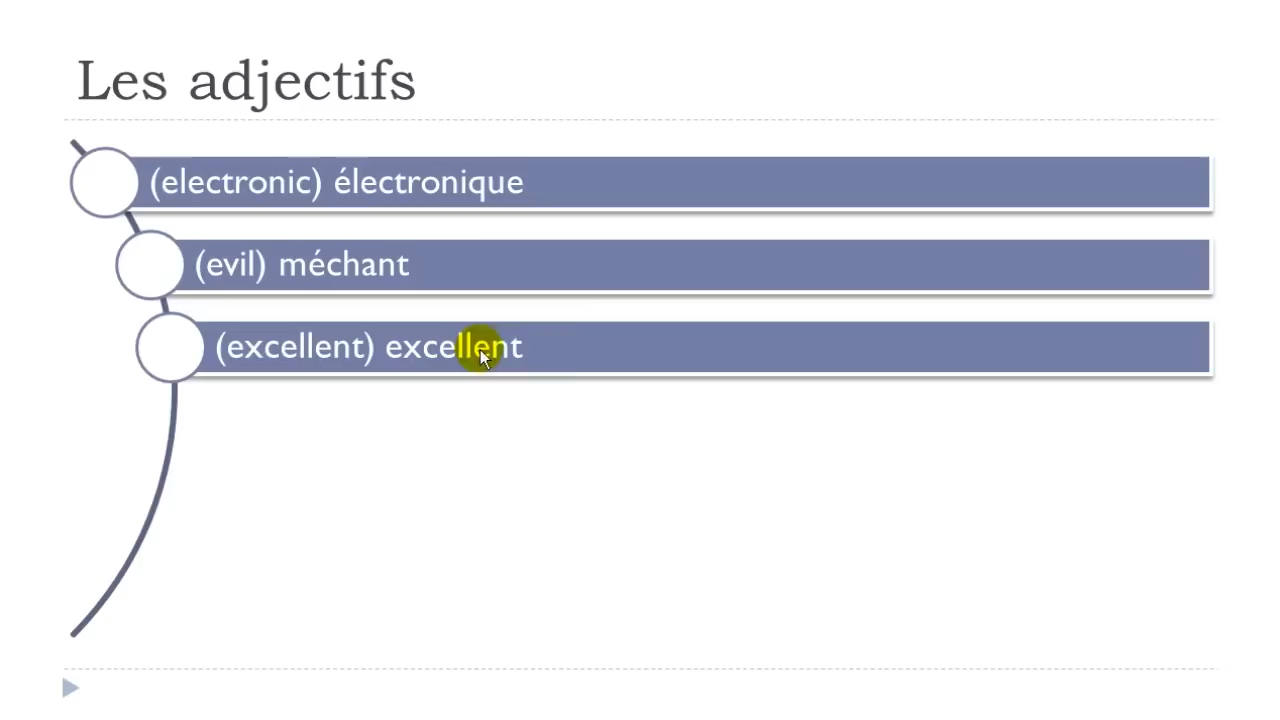 Les adjectifs
(electronic) électronique
(evil) méchant
(excellent) excellent